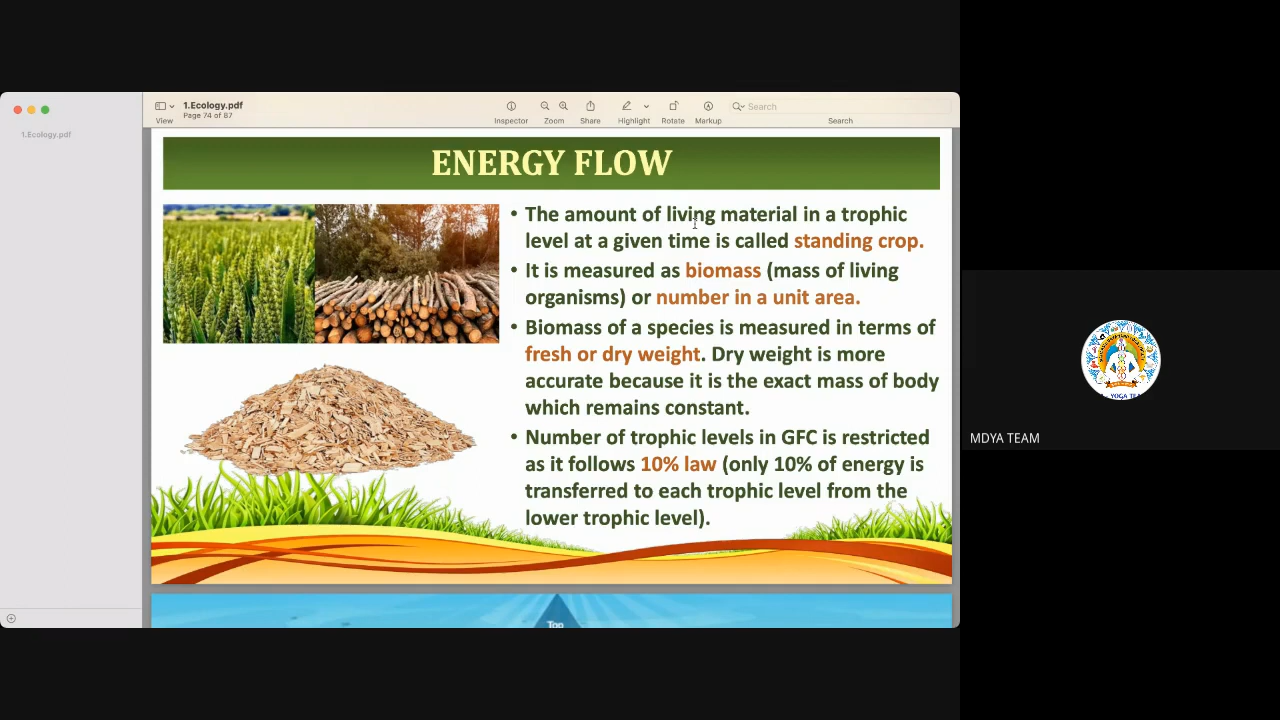 1.Ecology.pdf
Page 74 of 87
View
Inspector
Zoom
Share
Highlight
Rotate
Markup
Search
Search
1.Ecology.pdf
ENERGY FLOW
• The amount of living material in a trophic
level at a given time is called standing crop.
• It is measured as biomass (mass of living
organisms) or number in a unit area.
• Biomass of a species is measured in terms of
fresh or dry weight. Dry weight is more
accurate because it is the exact mass of body
which remains constant.
• Number of trophic levels in GFC is restricted
as it follows 10% law (only 10% of energy is
transferred to each trophic level from the
lower trophic level).
Top
MDYA TEAM